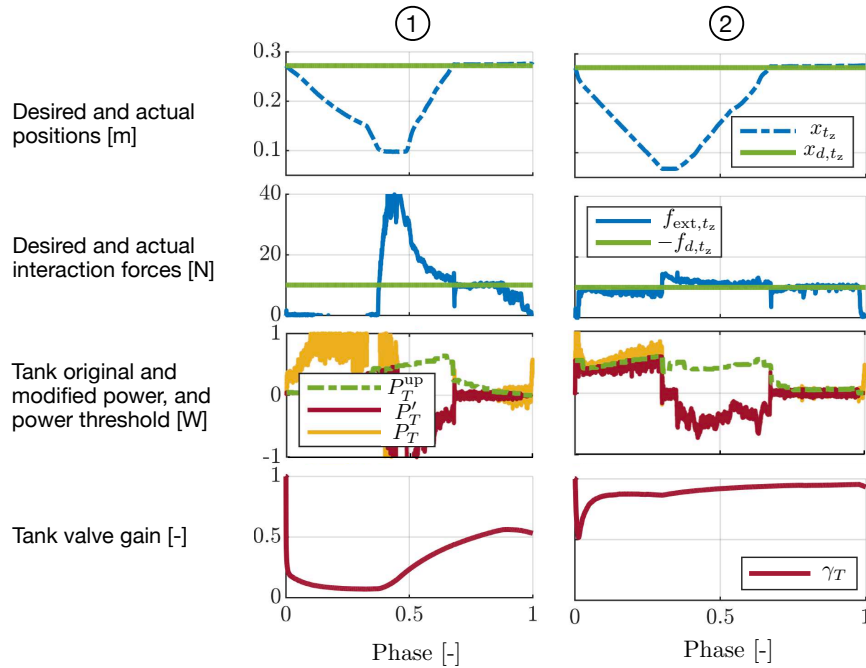 ① ②
Desired and actual
positions [m]
0.3
0.2
0.1
x_{t_z}
x_{d,t_z}
Desired and actual
interaction forces [N]
40
20
0
f_{ext,t_z}
−f_{d,t_z}
Tank original and
modified power, and
power threshold [W]
1
0
-1
P_T^{up}
P'_T
P_T
Tank valve gain [-]
1
0.5
0
γ_T
0 0.5 1 0 0.5 1
Phase [-] Phase [-]